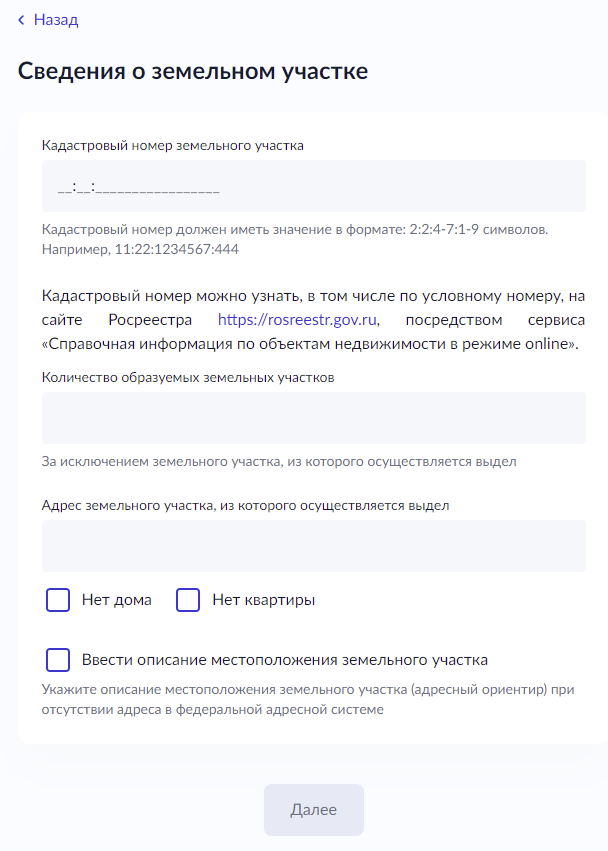 Назад
Сведения о земельном участке
Кадастровый номер земельного участка
__:__:_________________
Кадастровый номер должен иметь значение в формате: 2:2:4-7:1-9 символов.
Например, 11:22:1234567:444
Кадастровый номер можно узнать, в том числе по условному номеру, на
сайте Росреестра https://rosreestr.gov.ru, посредством сервиса
«Справочная информация по объектам недвижимости в режиме online».
Количество образуемых земельных участков
За исключением земельного участка, из которого осуществляется выдел
Адрес земельного участка, из которого осуществляется выдел
Нет дома Нет квартиры
Ввести описание местоположения земельного участка
Укажите описание местоположения земельного участка (адресный ориентир) при
отсутствии адреса в федеральной адресной системе
Далее